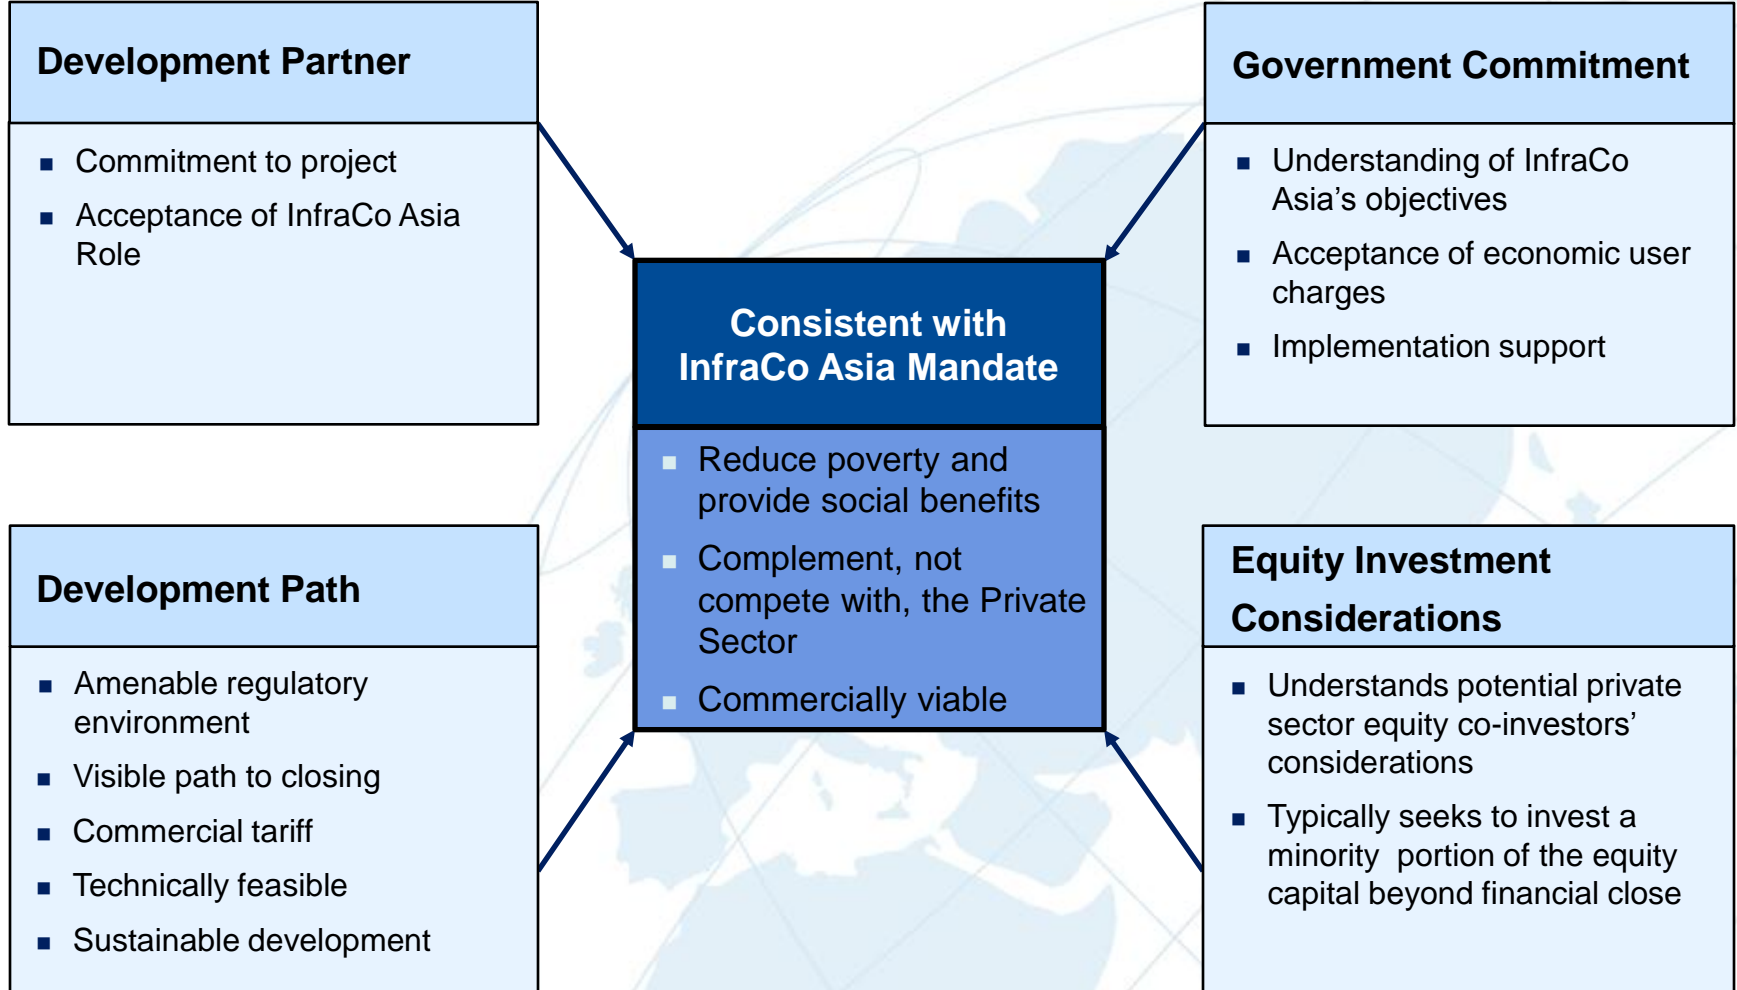 Development Partner
■ Commitment to project
■ Acceptance of InfraCo Asia
Role
Government Commitment
■ Understanding of InfraCo
Asia’s objectives
■ Acceptance of economic user
charges
■ Implementation support
Consistent with
InfraCo Asia Mandate
■ Reduce poverty and
provide social benefits
■ Complement, not
compete with, the Private
Sector
■ Commercially viable
Development Path
■ Amenable regulatory
environment
■ Visible path to closing
■ Commercial tariff
■ Technically feasible
■ Sustainable development
Equity Investment
Considerations
■ Understands potential private
sector equity co-investors’
considerations
■ Typically seeks to invest a
minority portion of the equity
capital beyond financial close